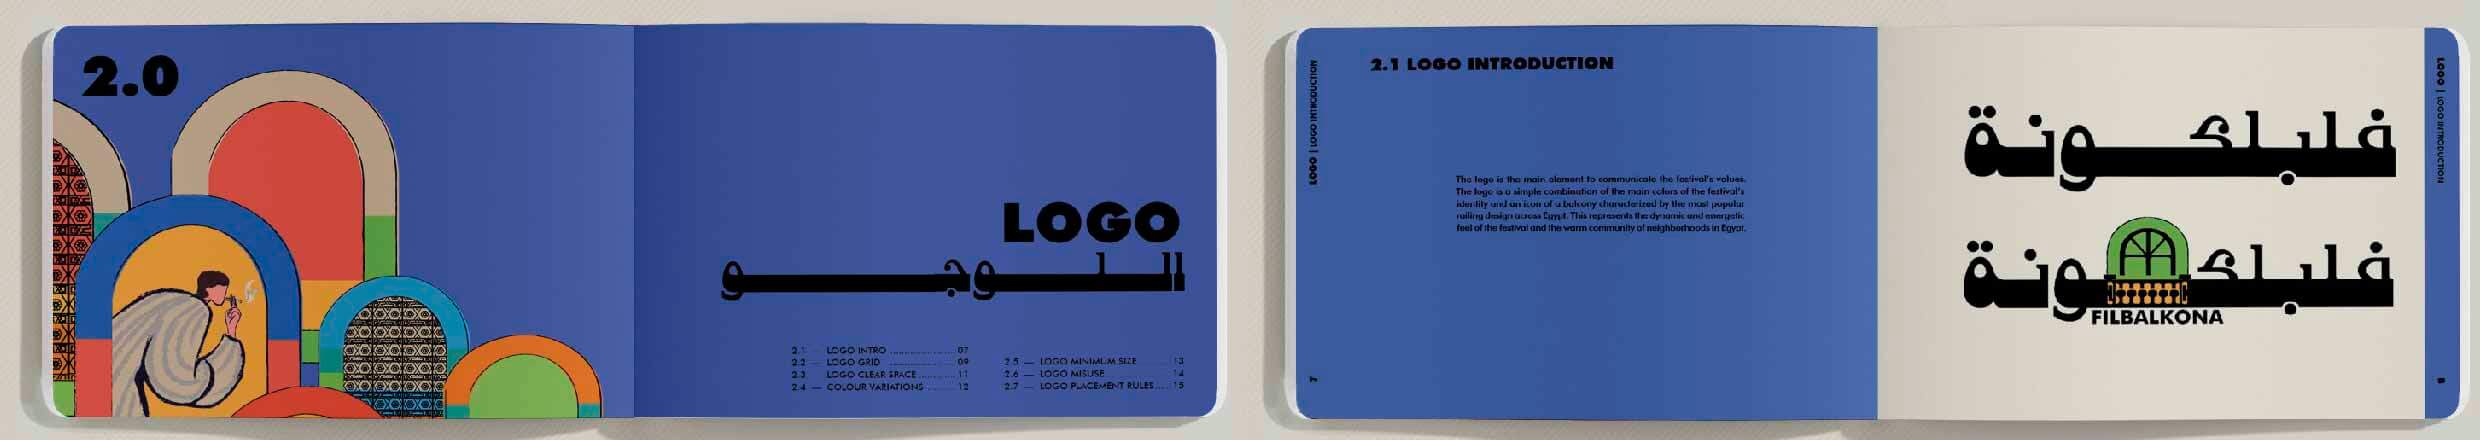 2.0
LOGO
اللوجو
2.1 — LOGO INTRO ........ 07
2.2 — LOGO GRID ........ 09
2.3 — LOGO CLEAR SPACE ........ 11
2.4 — COLOUR VARIATIONS ........ 12
2.5 — LOGO MINIMUM SIZE ........ 13
2.6 — LOGO MISUSE ........ 14
2.7 — LOGO PLACEMENT RULES ........ 15
LOGO | LOGO INTRODUCTION
7
2.1 LOGO INTRODUCTION
The logo is the main element to communicate the festival's values.
The logo is a simple combination of the main colors of the festival's
identity and an icon of a balcony characterized by the most popular
railing design across Egypt. This represents the dynamic and energetic
feel of the festival and the warm community of neighborhoods in Egypt.
فلبلكونة
فلبلكونة
FILBALKONA
LOGO | LOGO INTRODUCTION
8